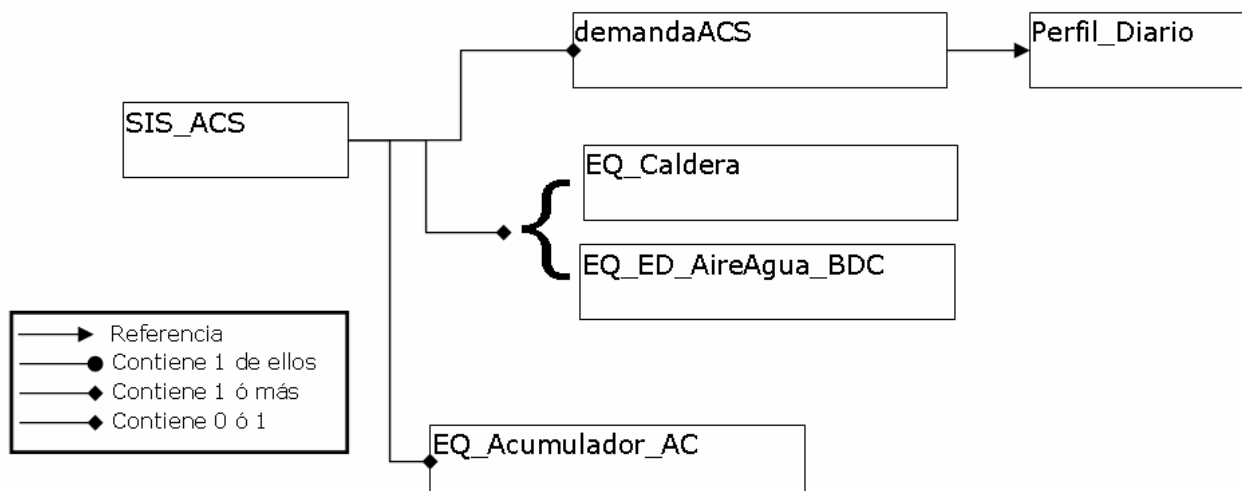 demandaACS
Perfil_Diario
SIS_ACS
EQ_Caldera
EQ_ED_AireAgua_BDC
Referencia
Contiene 1 de ellos
Contiene 1 ó más
Contiene 0 ó 1
EQ_Acumulador_AC